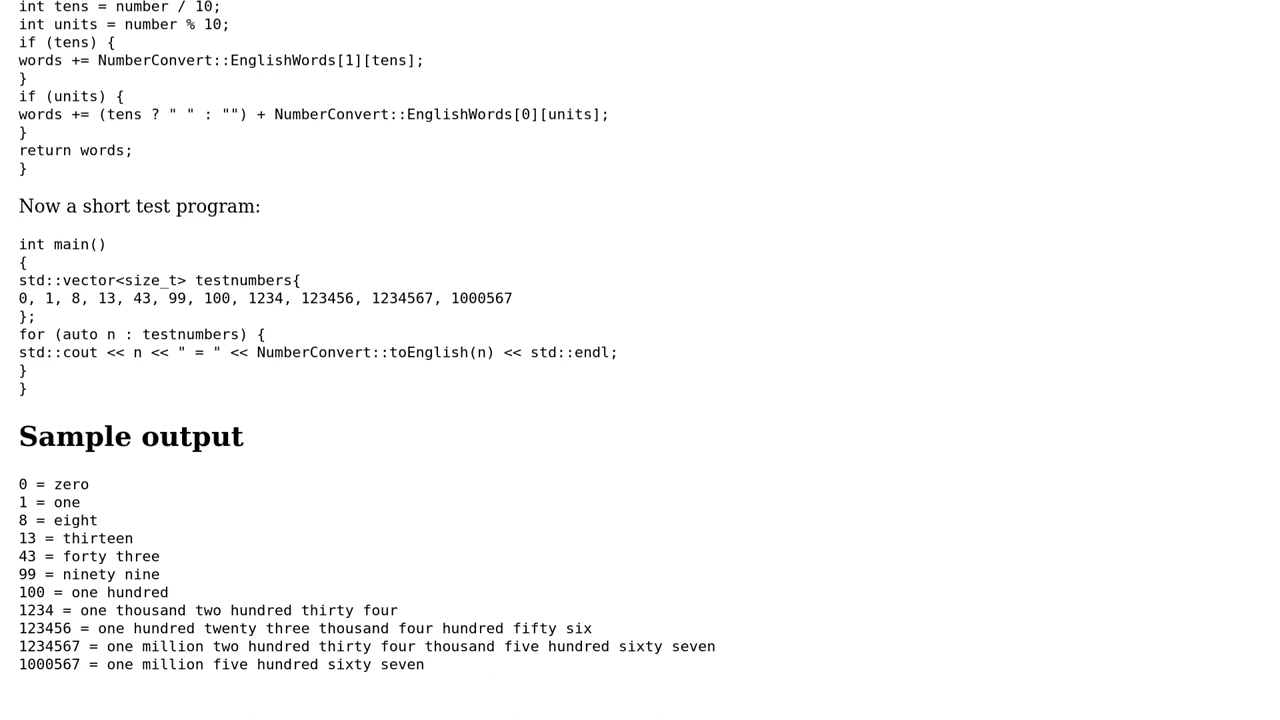 int tens = number / 10;
int units = number % 10;
if (tens) {
words += NumberConvert::EnglishWords[1][tens];
}
if (units) {
words += (tens ? " " : "") + NumberConvert::EnglishWords[0][units];
}
return words;
}
Now a short test program:
int main()
{
std::vector<size_t> testnumbers{
0, 1, 8, 13, 43, 99, 100, 1234, 123456, 1234567, 1000567
};
for (auto n : testnumbers) {
std::cout << n << " = " << NumberConvert::toEnglish(n) << std::endl;
}
}
Sample output
0 = zero
1 = one
8 = eight
13 = thirteen
43 = forty three
99 = ninety nine
100 = one hundred
1234 = one thousand two hundred thirty four
123456 = one hundred twenty three thousand four hundred fifty six
1234567 = one million two hundred thirty four thousand five hundred sixty seven
1000567 = one million five hundred sixty seven